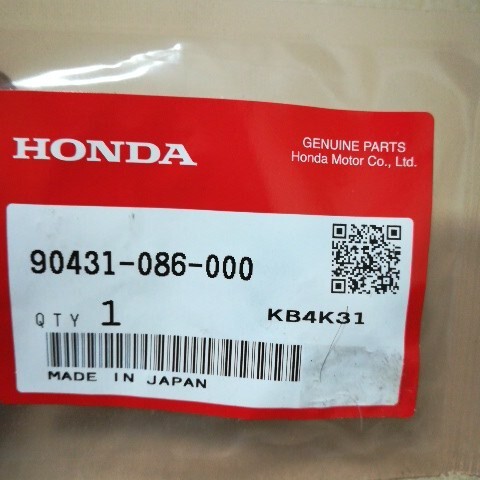 HONDA
GENUINE PARTS
Honda Motor Co., Ltd.
90431-086-000
QTY 1
KB4K31
MADE IN JAPAN